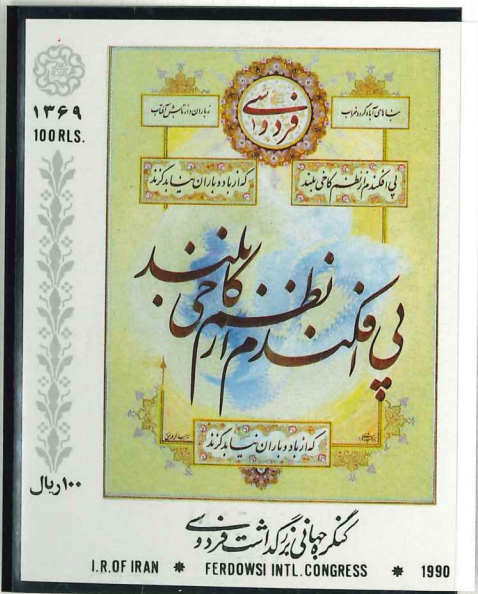 ۱۳۶۹
100RLS.
فردوسی
بناهای آباد گردد خراب
ز باران و از تابش آفتاب
پی افکندم از نظم کاخی بلند
که از باد و باران نیابد گزند
پی افکندم از نظم کاخی بلند
که از باد و باران نیابد گزند
۱۰۰ریال
کنگره جهانی بزرگداشت فردوسی
I.R.OF IRAN * FERDOWSI INTL.CONGRESS * 1990